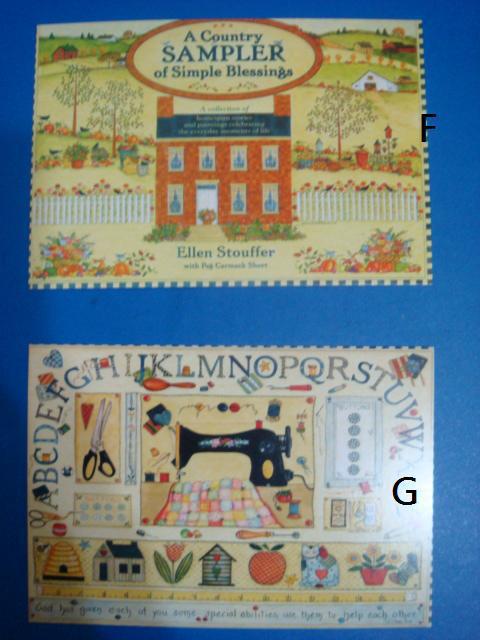 A Country
SAMPLER
of Simple Blessings
A collection of
homespun stories
and paintings celebrating
the everyday moments of life
F
Ellen Stouffer
with Peg Carmack Short
ABCDEFGHIJKLMNOPQRSTUVW
BUTTONS
G
God has given each of you some special abilities, use them to help each other.